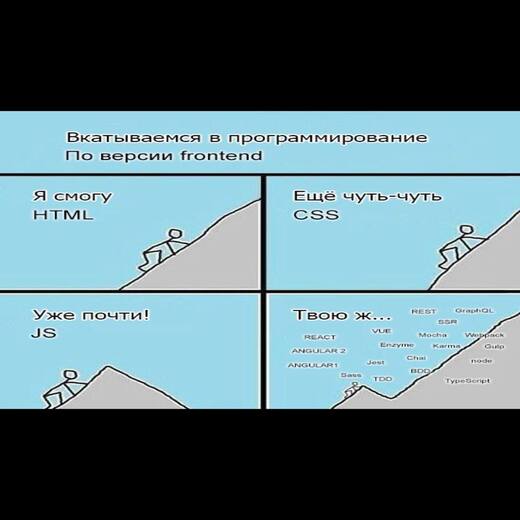 Вкатываемся в программирование
По версии frontend
Я смогу
HTML
Ещё чуть-чуть
CSS
Уже почти!
JS
Твою ж...
REST GraphQL
SSR
VUE
REACT Mocha Webpack
Enzyme Karma Gulp
ANGULAR 2
Chai node
ANGULAR1 Jest
BDD
Sass TDD TypeScript